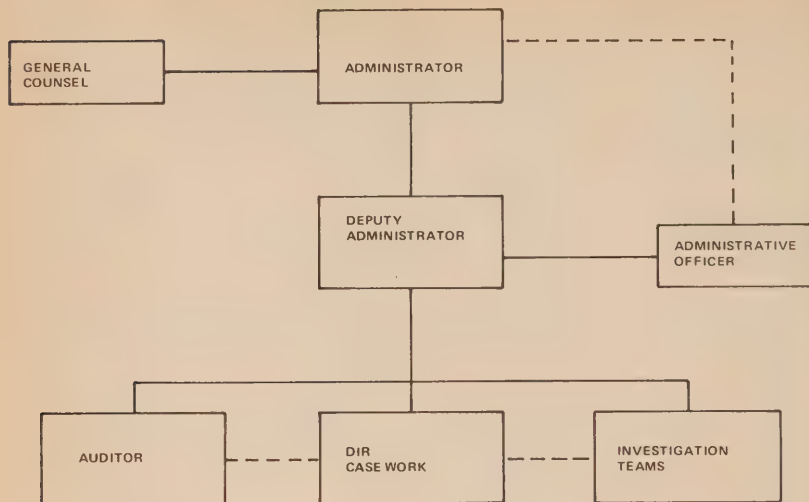 GENERAL
COUNSEL
ADMINISTRATOR
DEPUTY
ADMINISTRATOR
ADMINISTRATIVE
OFFICER
AUDITOR
DIR
CASE WORK
INVESTIGATION
TEAMS